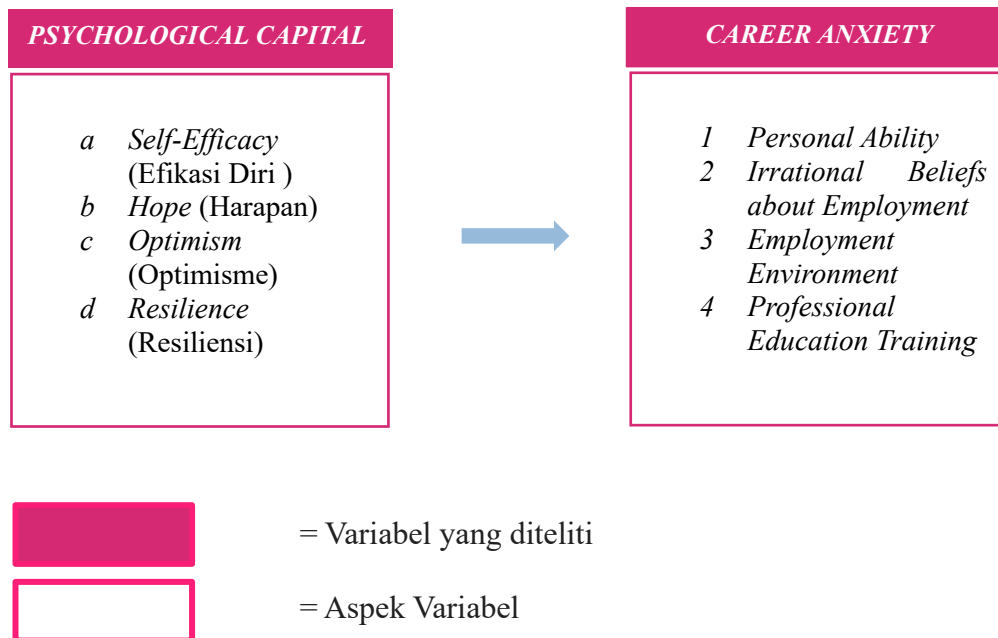 PSYCHOLOGICAL CAPITAL
a Self-Efficacy
(Efikasi Diri )
b Hope (Harapan)
c Optimism
(Optimisme)
d Resilience
(Resiliensi)
CAREER ANXIETY
1 Personal Ability
2 Irrational Beliefs
about Employment
3 Employment
Environment
4 Professional
Education Training
= Variabel yang diteliti
= Aspek Variabel